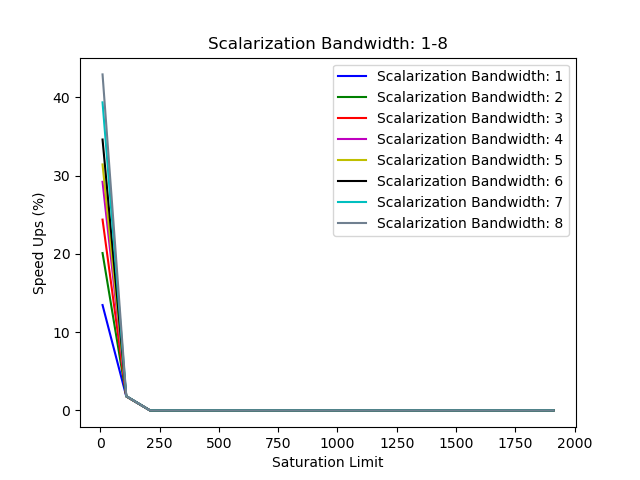 Scalarization Bandwidth: 1-8
Scalarization Bandwidth: 1
Scalarization Bandwidth: 2
Scalarization Bandwidth: 3
Scalarization Bandwidth: 4
Scalarization Bandwidth: 5
Scalarization Bandwidth: 6
Scalarization Bandwidth: 7
Scalarization Bandwidth: 8
Speed Ups (%)
40
30
20
10
0
0 250 500 750 1000 1250 1500 1750 2000
Saturation Limit